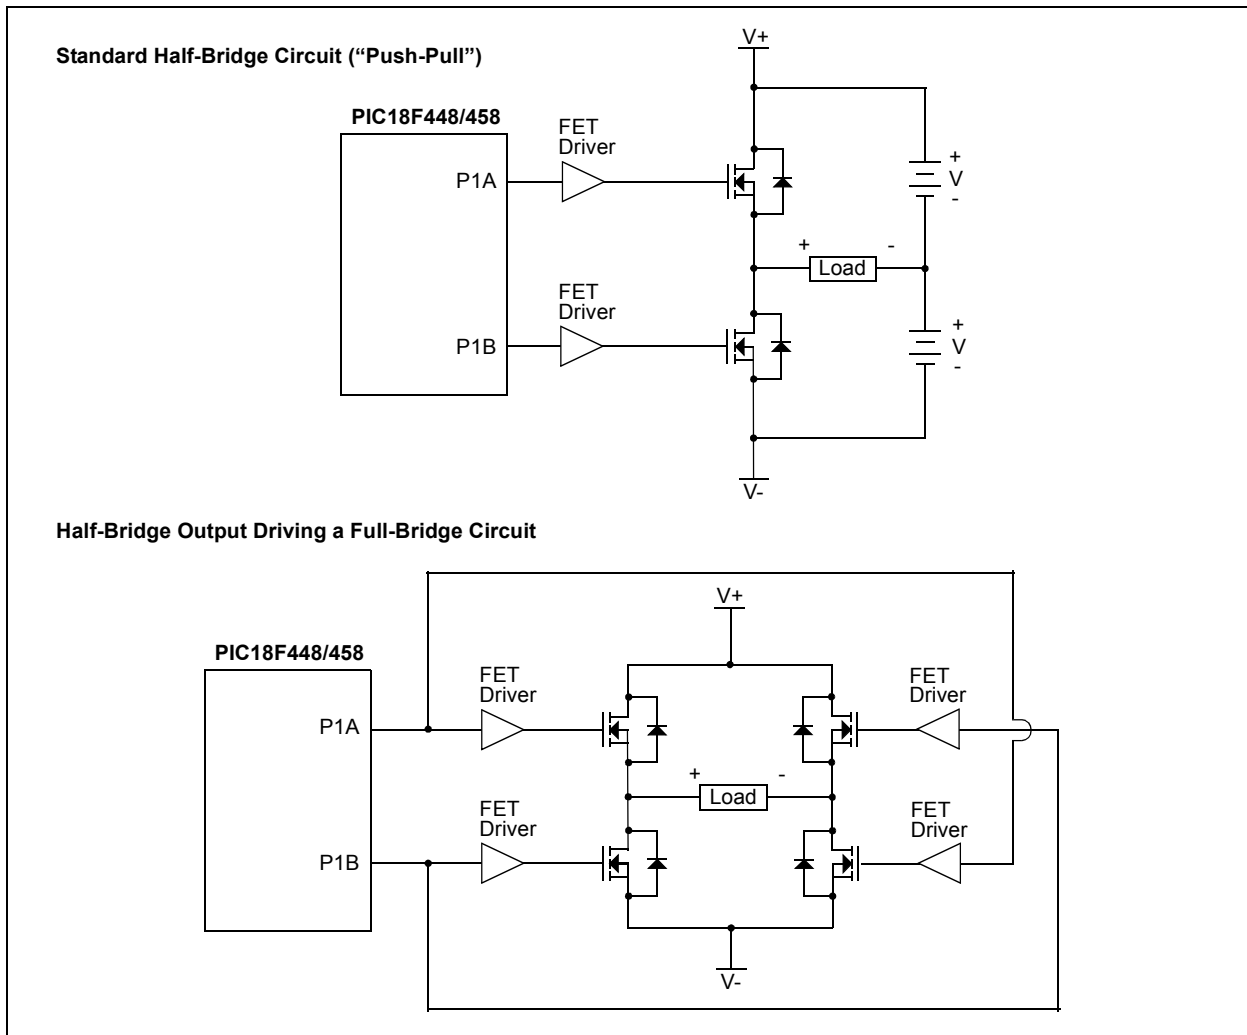 Standard Half-Bridge Circuit (“Push-Pull”)
V+
PIC18F448/458
FET
Driver
P1A
+
V
-
+
-
Load
FET
Driver
P1B
+
V
-
V-
Half-Bridge Output Driving a Full-Bridge Circuit
V+
PIC18F448/458
FET
Driver
FET
Driver
P1A
+
-
Load
FET
Driver
FET
Driver
P1B
V-